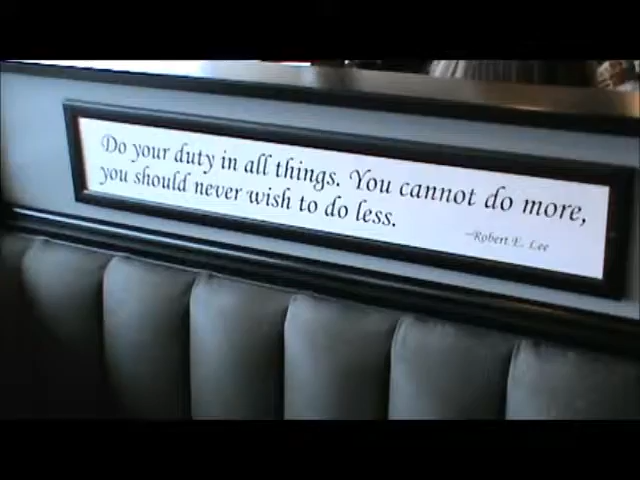 Do your duty in all things. You cannot do more,
you should never wish to do less.
~Robert E. Lee